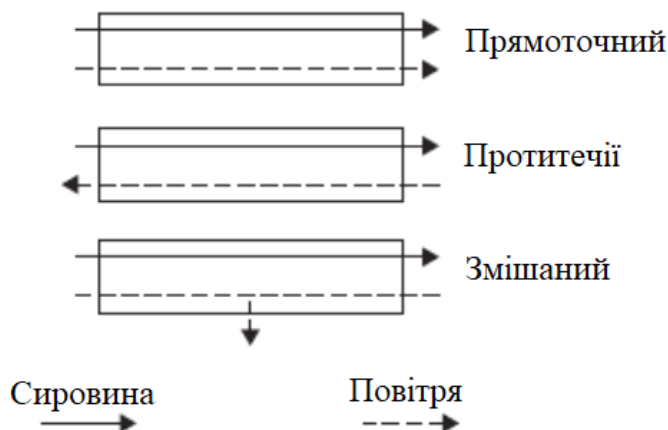 Прямоточний
Протитечії
Змішаний
Сировина
Повітря